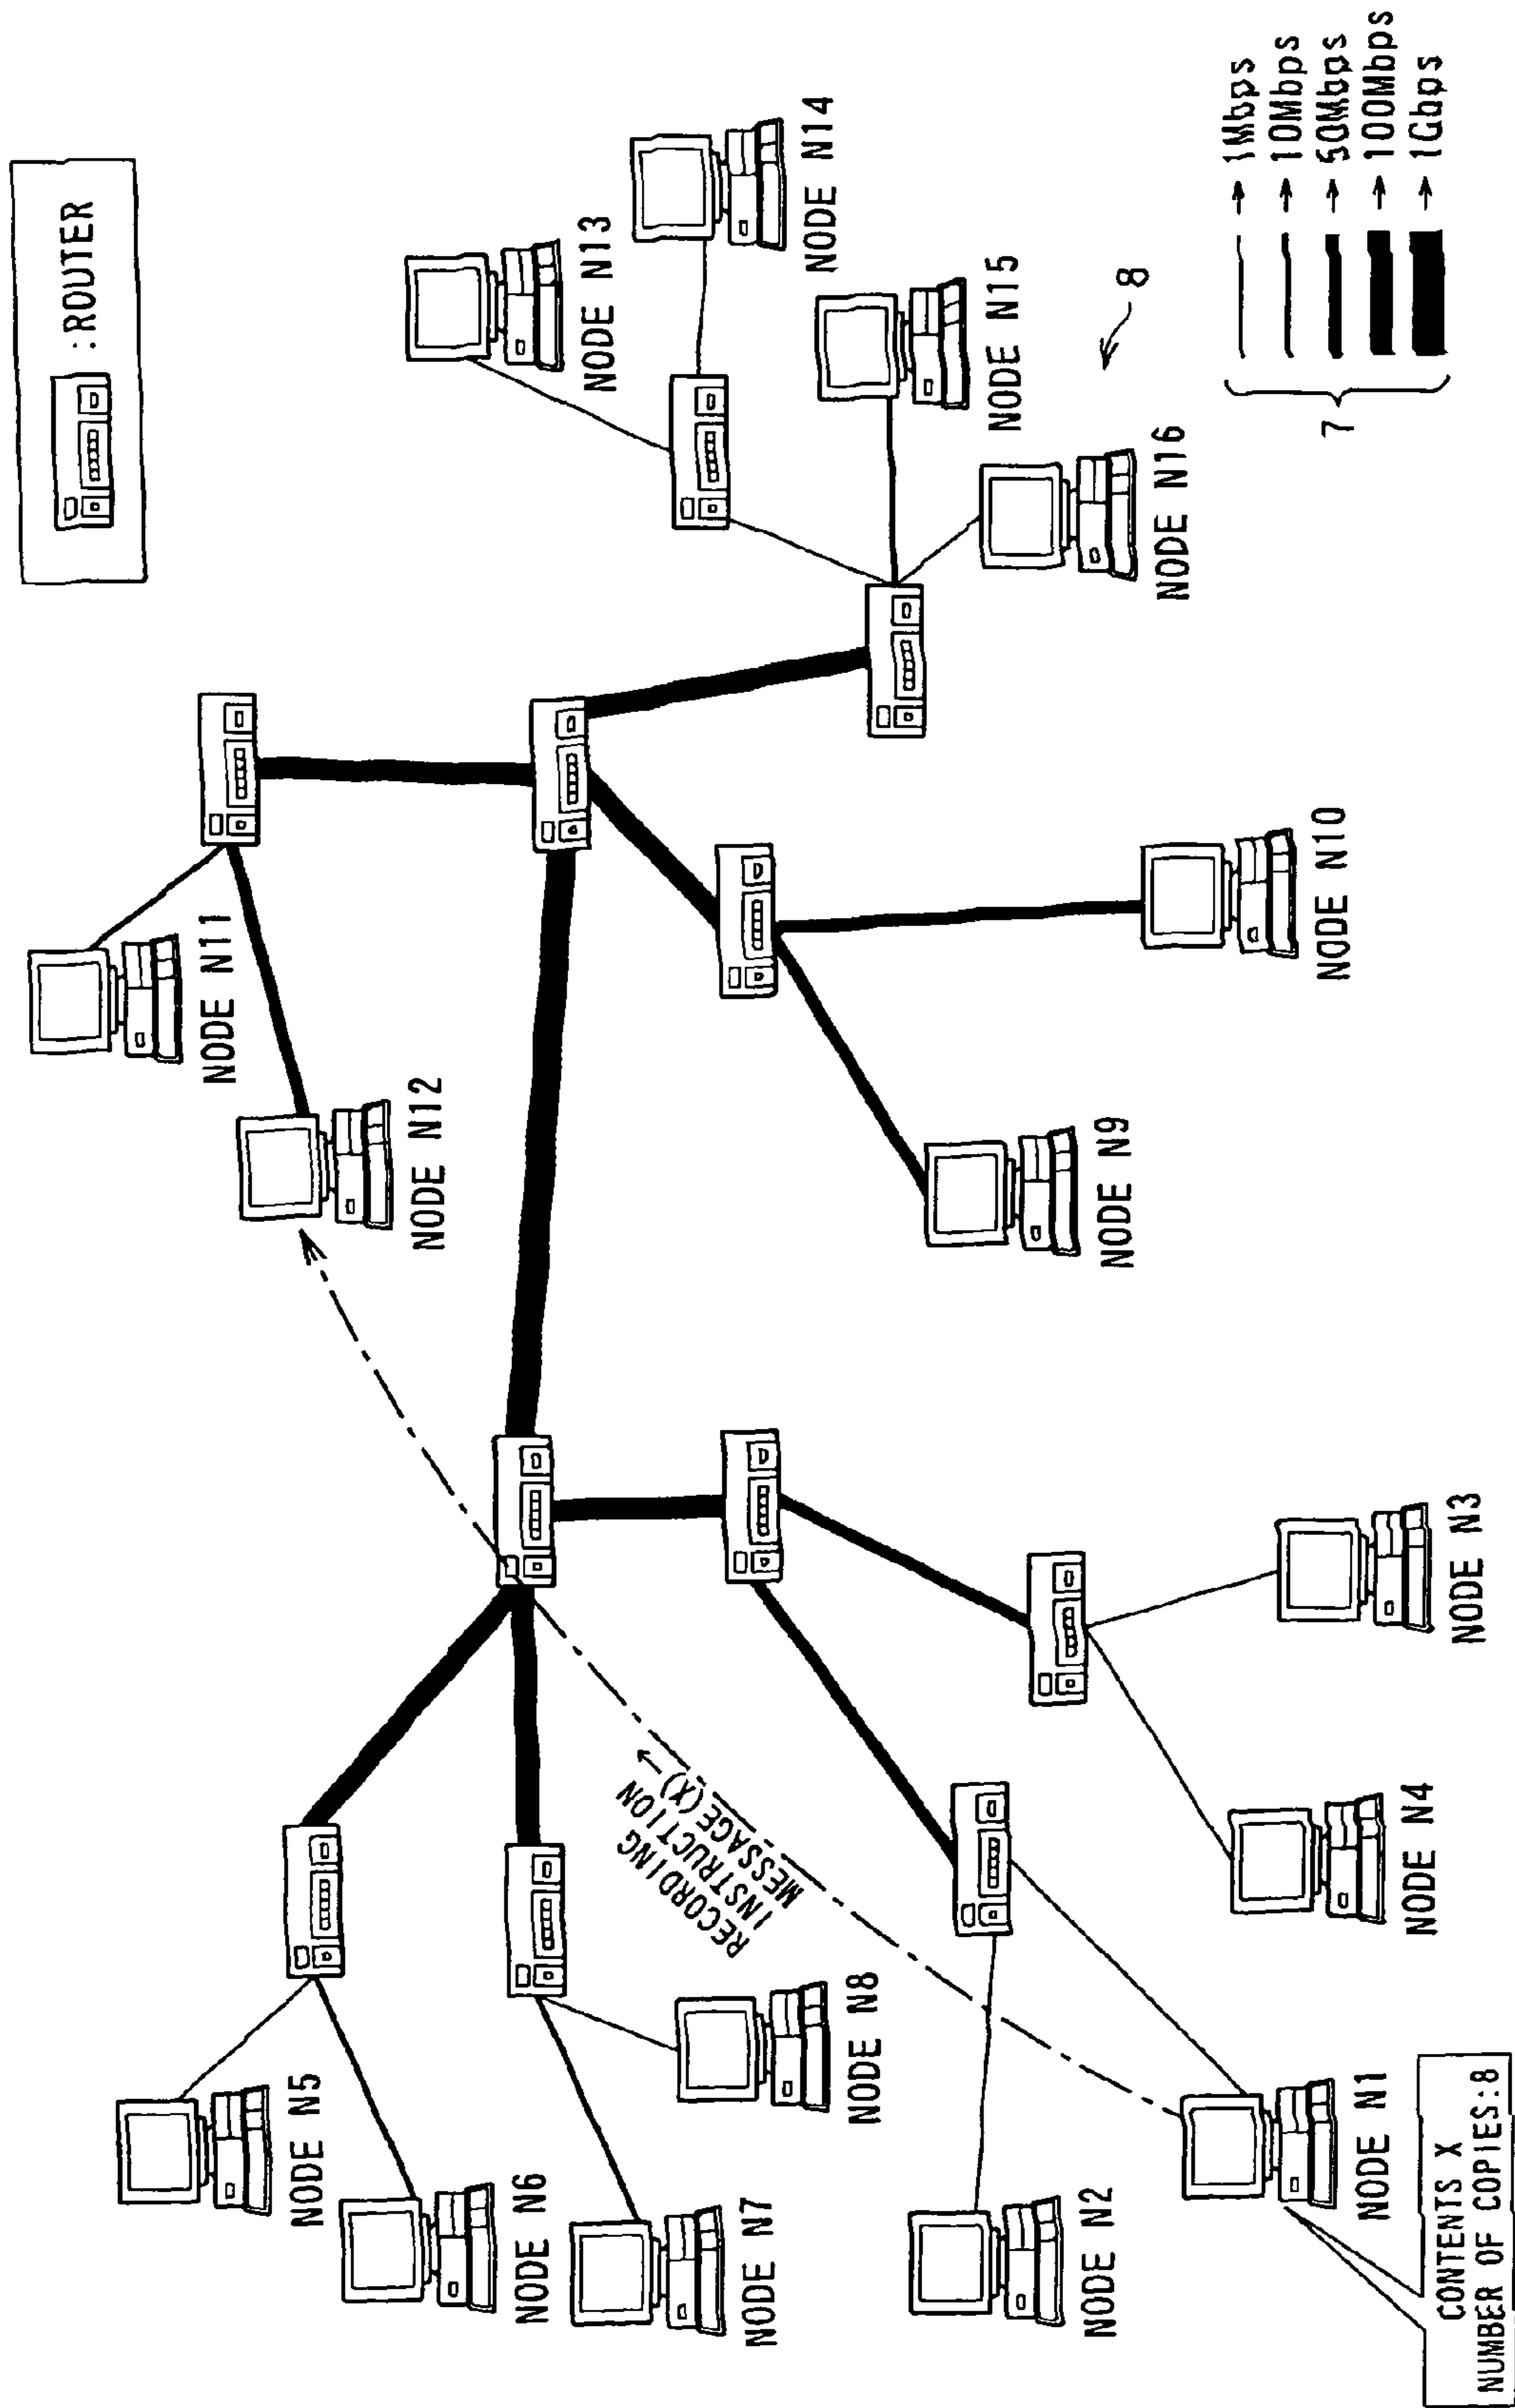 :ROUTER
NODE N5
NODE N6
NODE N7
NODE N8
NODE N2
NODE N1
CONTENTS X
NUMBER OF COPIES:8
RECORDING
INSTRUCTION
MESSAGE(X)
NODE N4
NODE N3
NODE N12
NODE N11
NODE N9
NODE N10
NODE N13
NODE N14
NODE N15
NODE N16
8
7
1Mbps
10Mbps
50Mbps
100Mbps
1Gbps